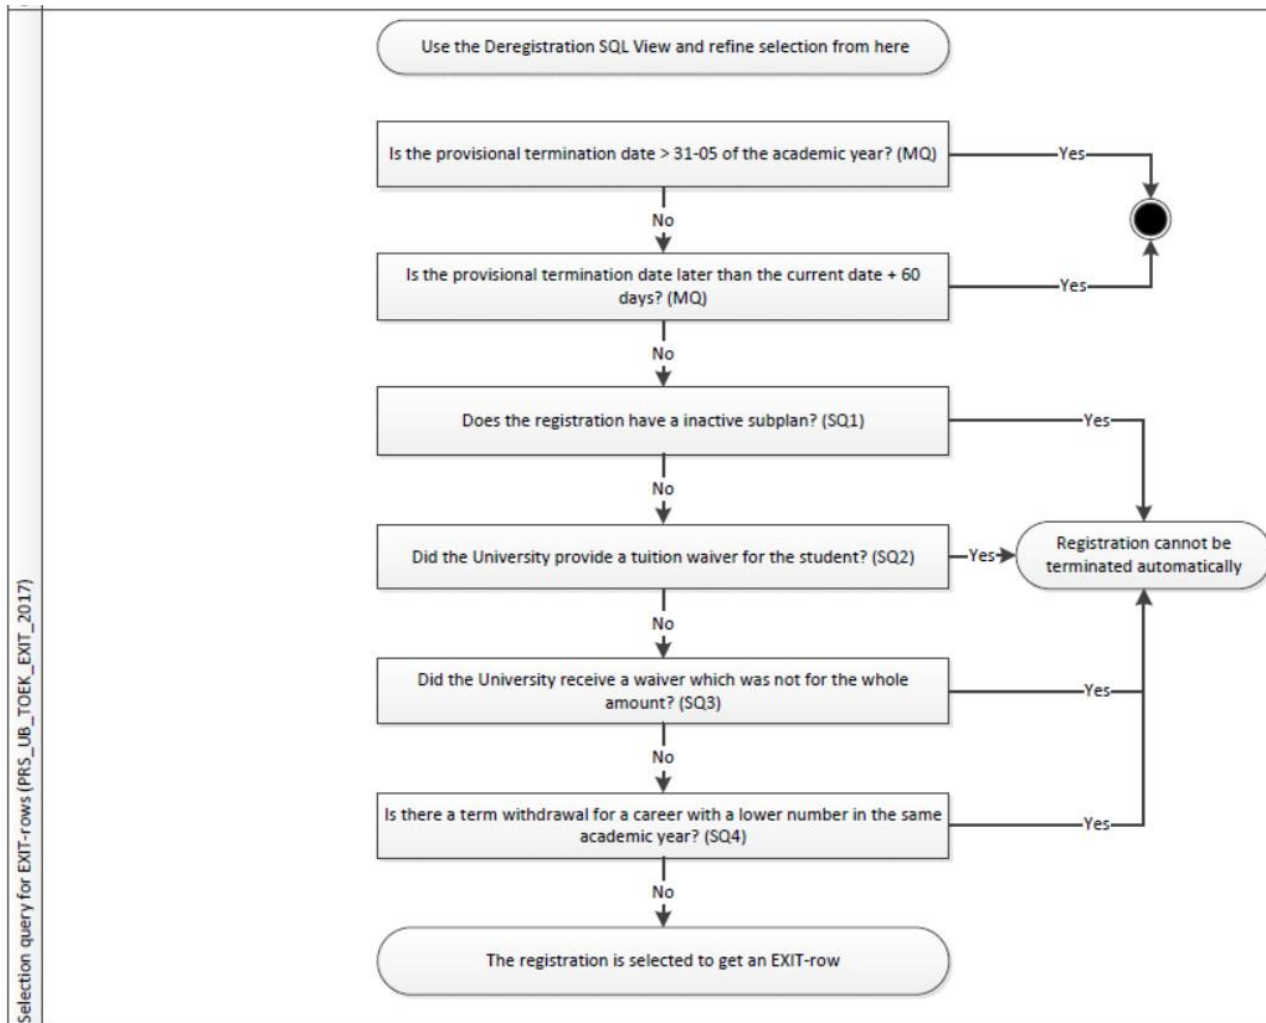 Use the Deregistration SQL View and refine selection from here
Is the provisional termination date > 31-05 of the academic year? (MQ)
Yes
No
Is the provisional termination date later than the current date + 60
days? (MQ)
Yes
No
Does the registration have a inactive subplan? (SQ1)
Yes
No
Did the University provide a tuition waiver for the student? (SQ2)
Yes
Registration cannot be
terminated automatically
No
Did the University receive a waiver which was not for the whole
amount? (SQ3)
Yes
No
Is there a term withdrawal for a career with a lower number in the same
academic year? (SQ4)
Yes
No
The registration is selected to get an EXIT-row
Selection query for EXIT-rows (PRS_UB_TOEK_EXIT_2017)